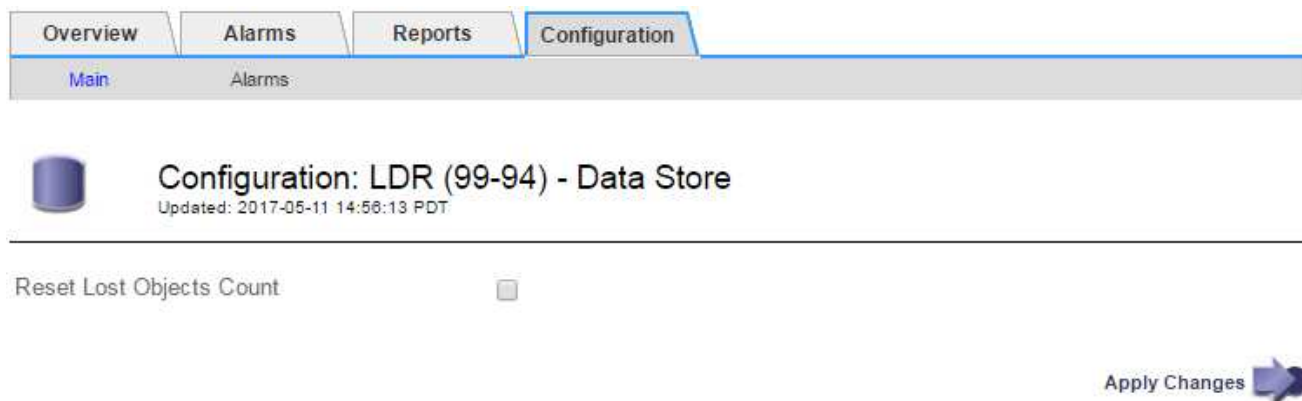 Overview Alarms Reports Configuration
Main Alarms
Configuration: LDR (99-94) - Data Store
Updated: 2017-05-11 14:56:13 PDT
Reset Lost Objects Count
Apply Changes